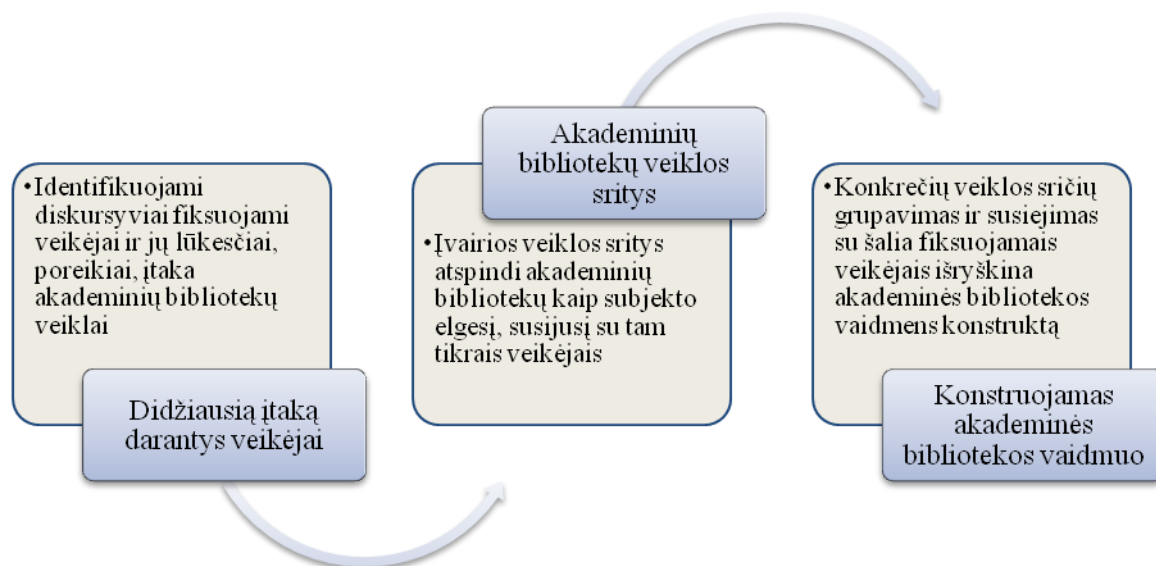 •Identifikuojami
diskursyviai fiksuojami
veikėjai ir jų lūkesčiai,
poreikiai, įtaka
akademinių bibliotekų
veiklai
Didžiausią įtaką
darantys veikėjai
Akademinių
bibliotekų veiklos
sritys
•Įvairios veiklos sritys
atspindi akademinių
bibliotekų kaip subjekto
elgesį, susijusį su tam
tikrais veikėjais
•Konkrečių veiklos sričių
grupavimas ir susiejimas
su šalia fiksuojamais
veikėjais išryškina
akademinės bibliotekos
vaidmens konstruktą
Konstruojamas
akademinės
bibliotekos vaidmuo